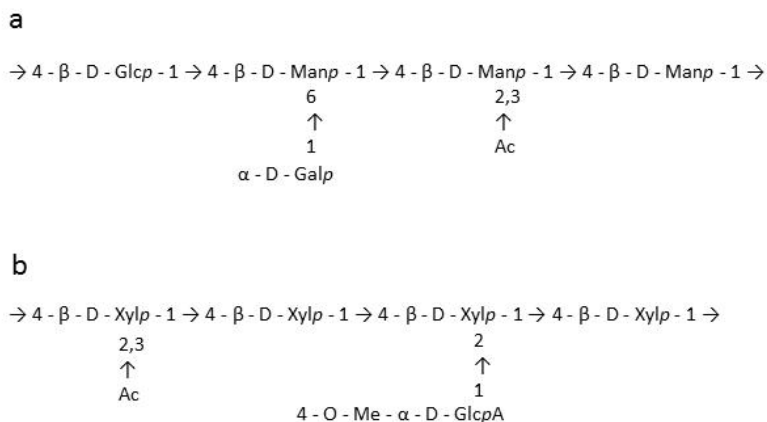 a
→ 4 - β - D - Glcp - 1 → 4 - β - D - Manp - 1 → 4 - β - D - Manp - 1 → 4 - β - D - Manp - 1 →
6 2,3
↑ ↑
1 Ac
α - D - Galp
b
→ 4 - β - D - Xylp - 1 → 4 - β - D - Xylp - 1 → 4 - β - D - Xylp - 1 → 4 - β - D - Xylp - 1 →
2,3 2
↑ ↑
Ac 1
4 - O - Me - α - D - GlcpA